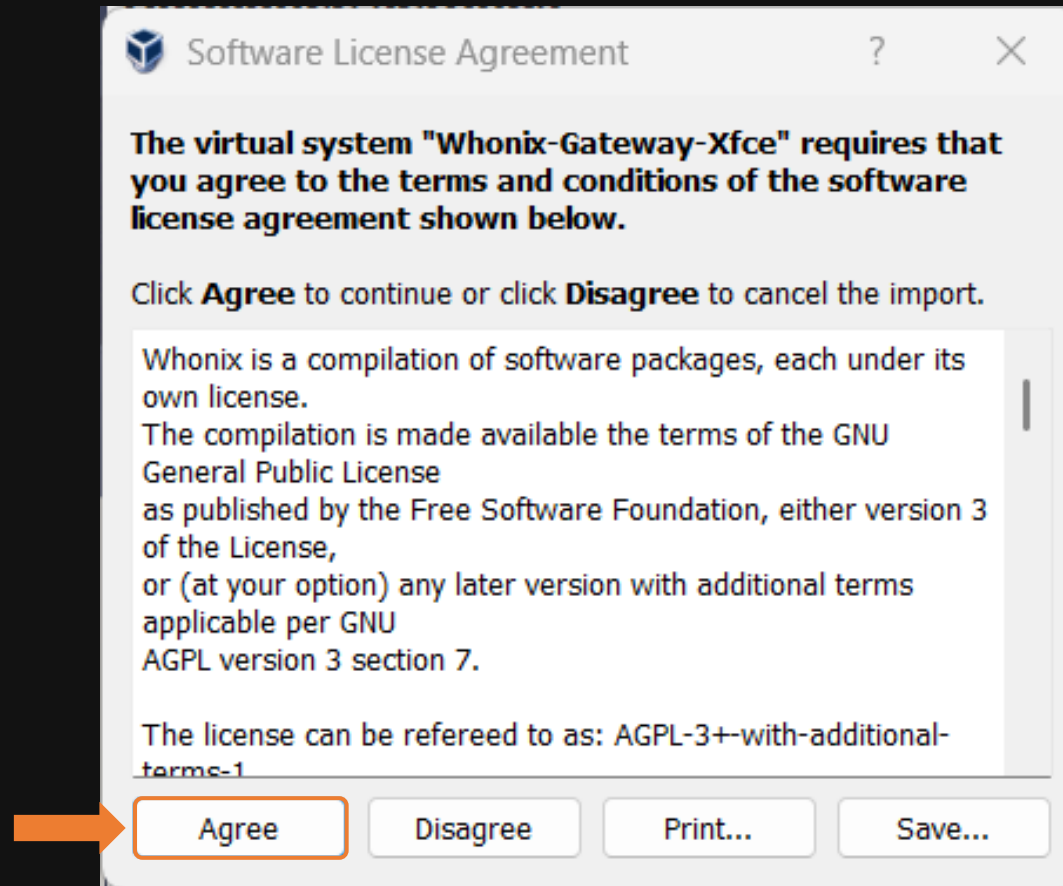 Software License Agreement ?
The virtual system "Whonix-Gateway-Xfce" requires that
you agree to the terms and conditions of the software
license agreement shown below.
Click Agree to continue or click Disagree to cancel the import.
Whonix is a compilation of software packages, each under its
own license.
The compilation is made available the terms of the GNU
General Public License
as published by the Free Software Foundation, either version 3
of the License,
or (at your option) any later version with additional terms
applicable per GNU
AGPL version 3 section 7.
The license can be refereed to as: AGPL-3+-with-additional-
terms-1
Agree Disagree Print... Save...